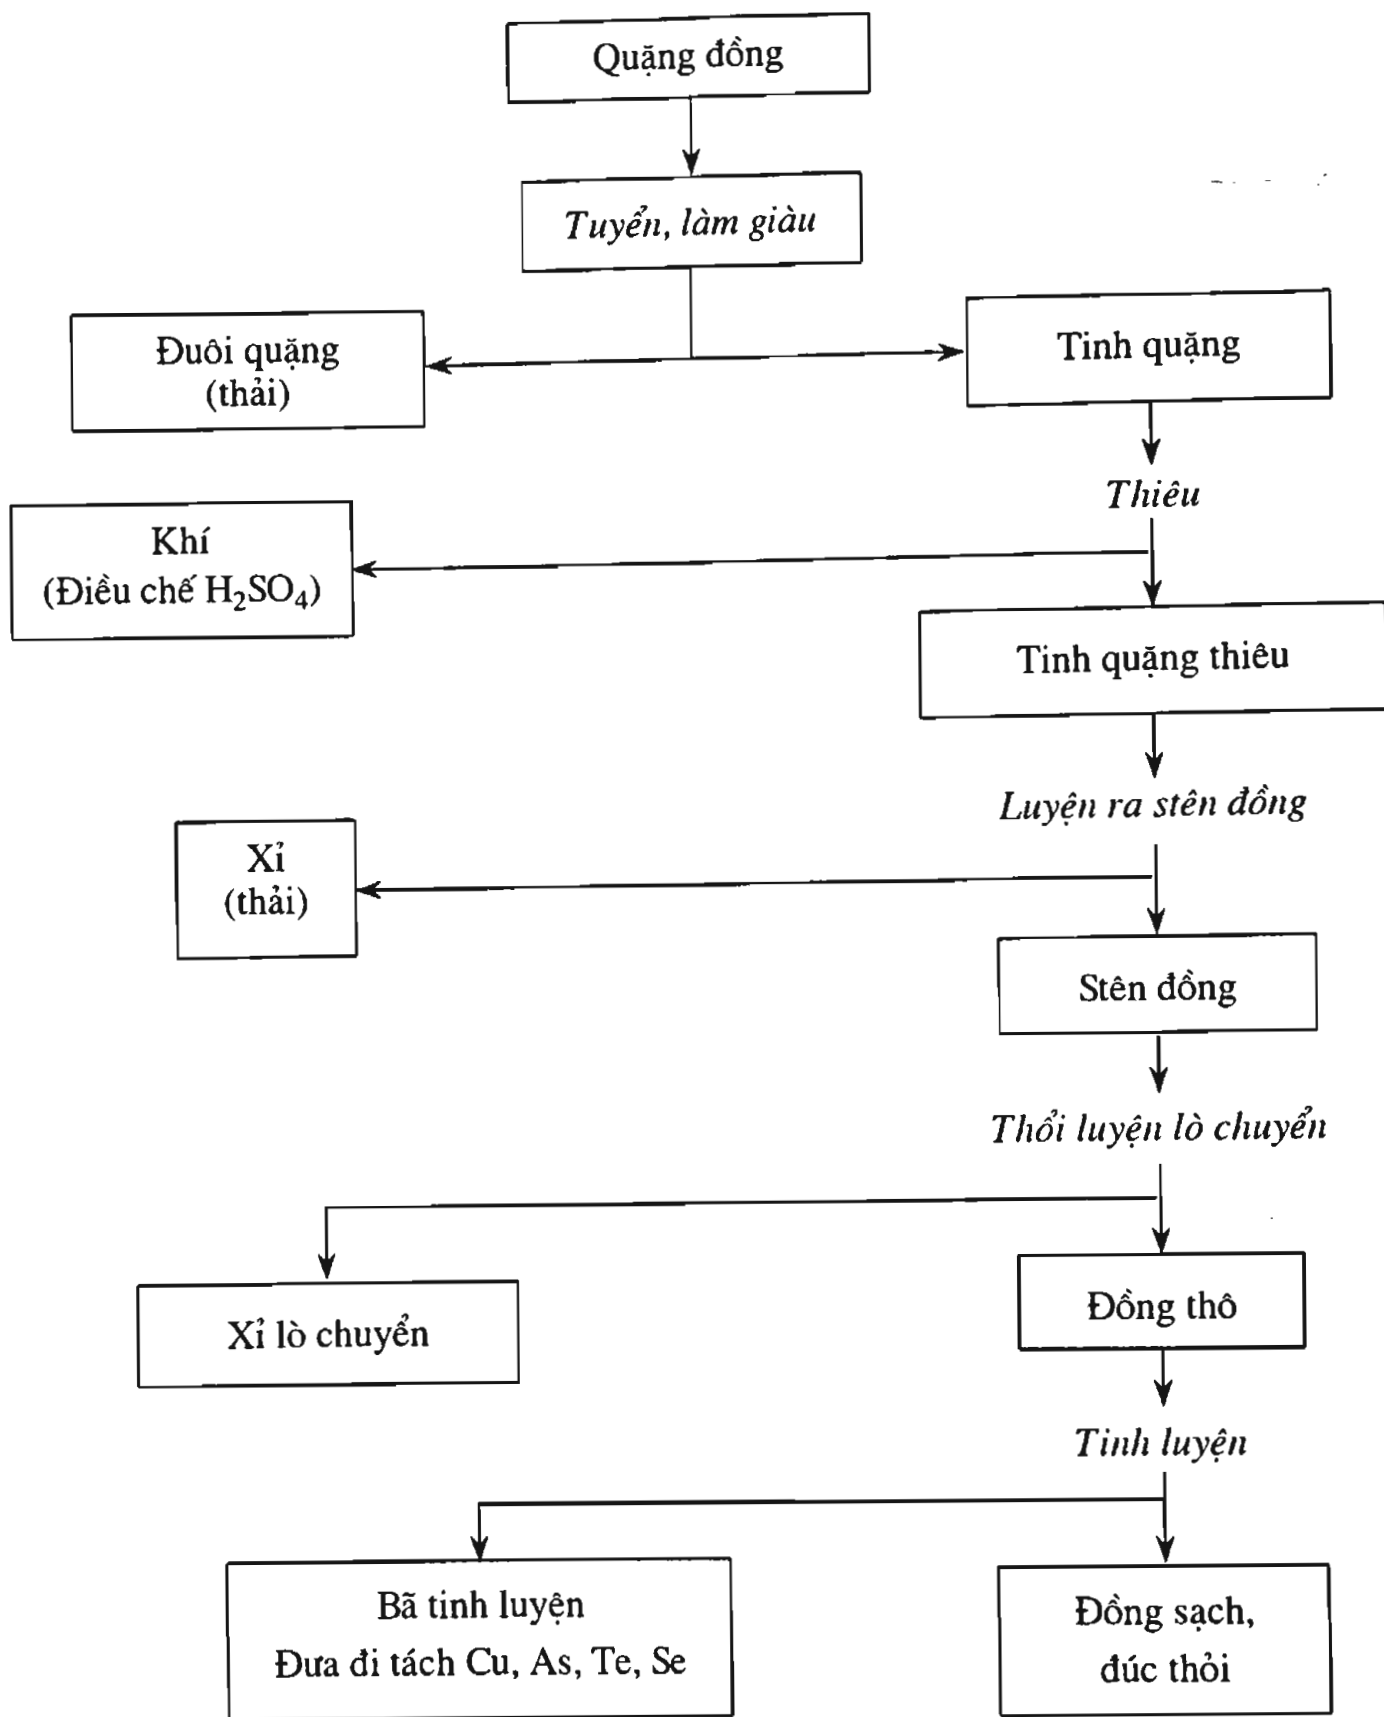 Quặng đồng
Tuyển, làm giàu
Đuôi quặng
(thải)
Tinh quặng
Thiêu
Khí
(Điều chế H₂SO₄)
Tinh quặng thiêu
Luyện ra stên đồng
Xỉ
(thải)
Stên đồng
Thổi luyện lò chuyển
Xỉ lò chuyển
Đồng thô
Tinh luyện
Bã tinh luyện
Đưa đi tách Cu, As, Te, Se
Đồng sạch,
đúc thỏi